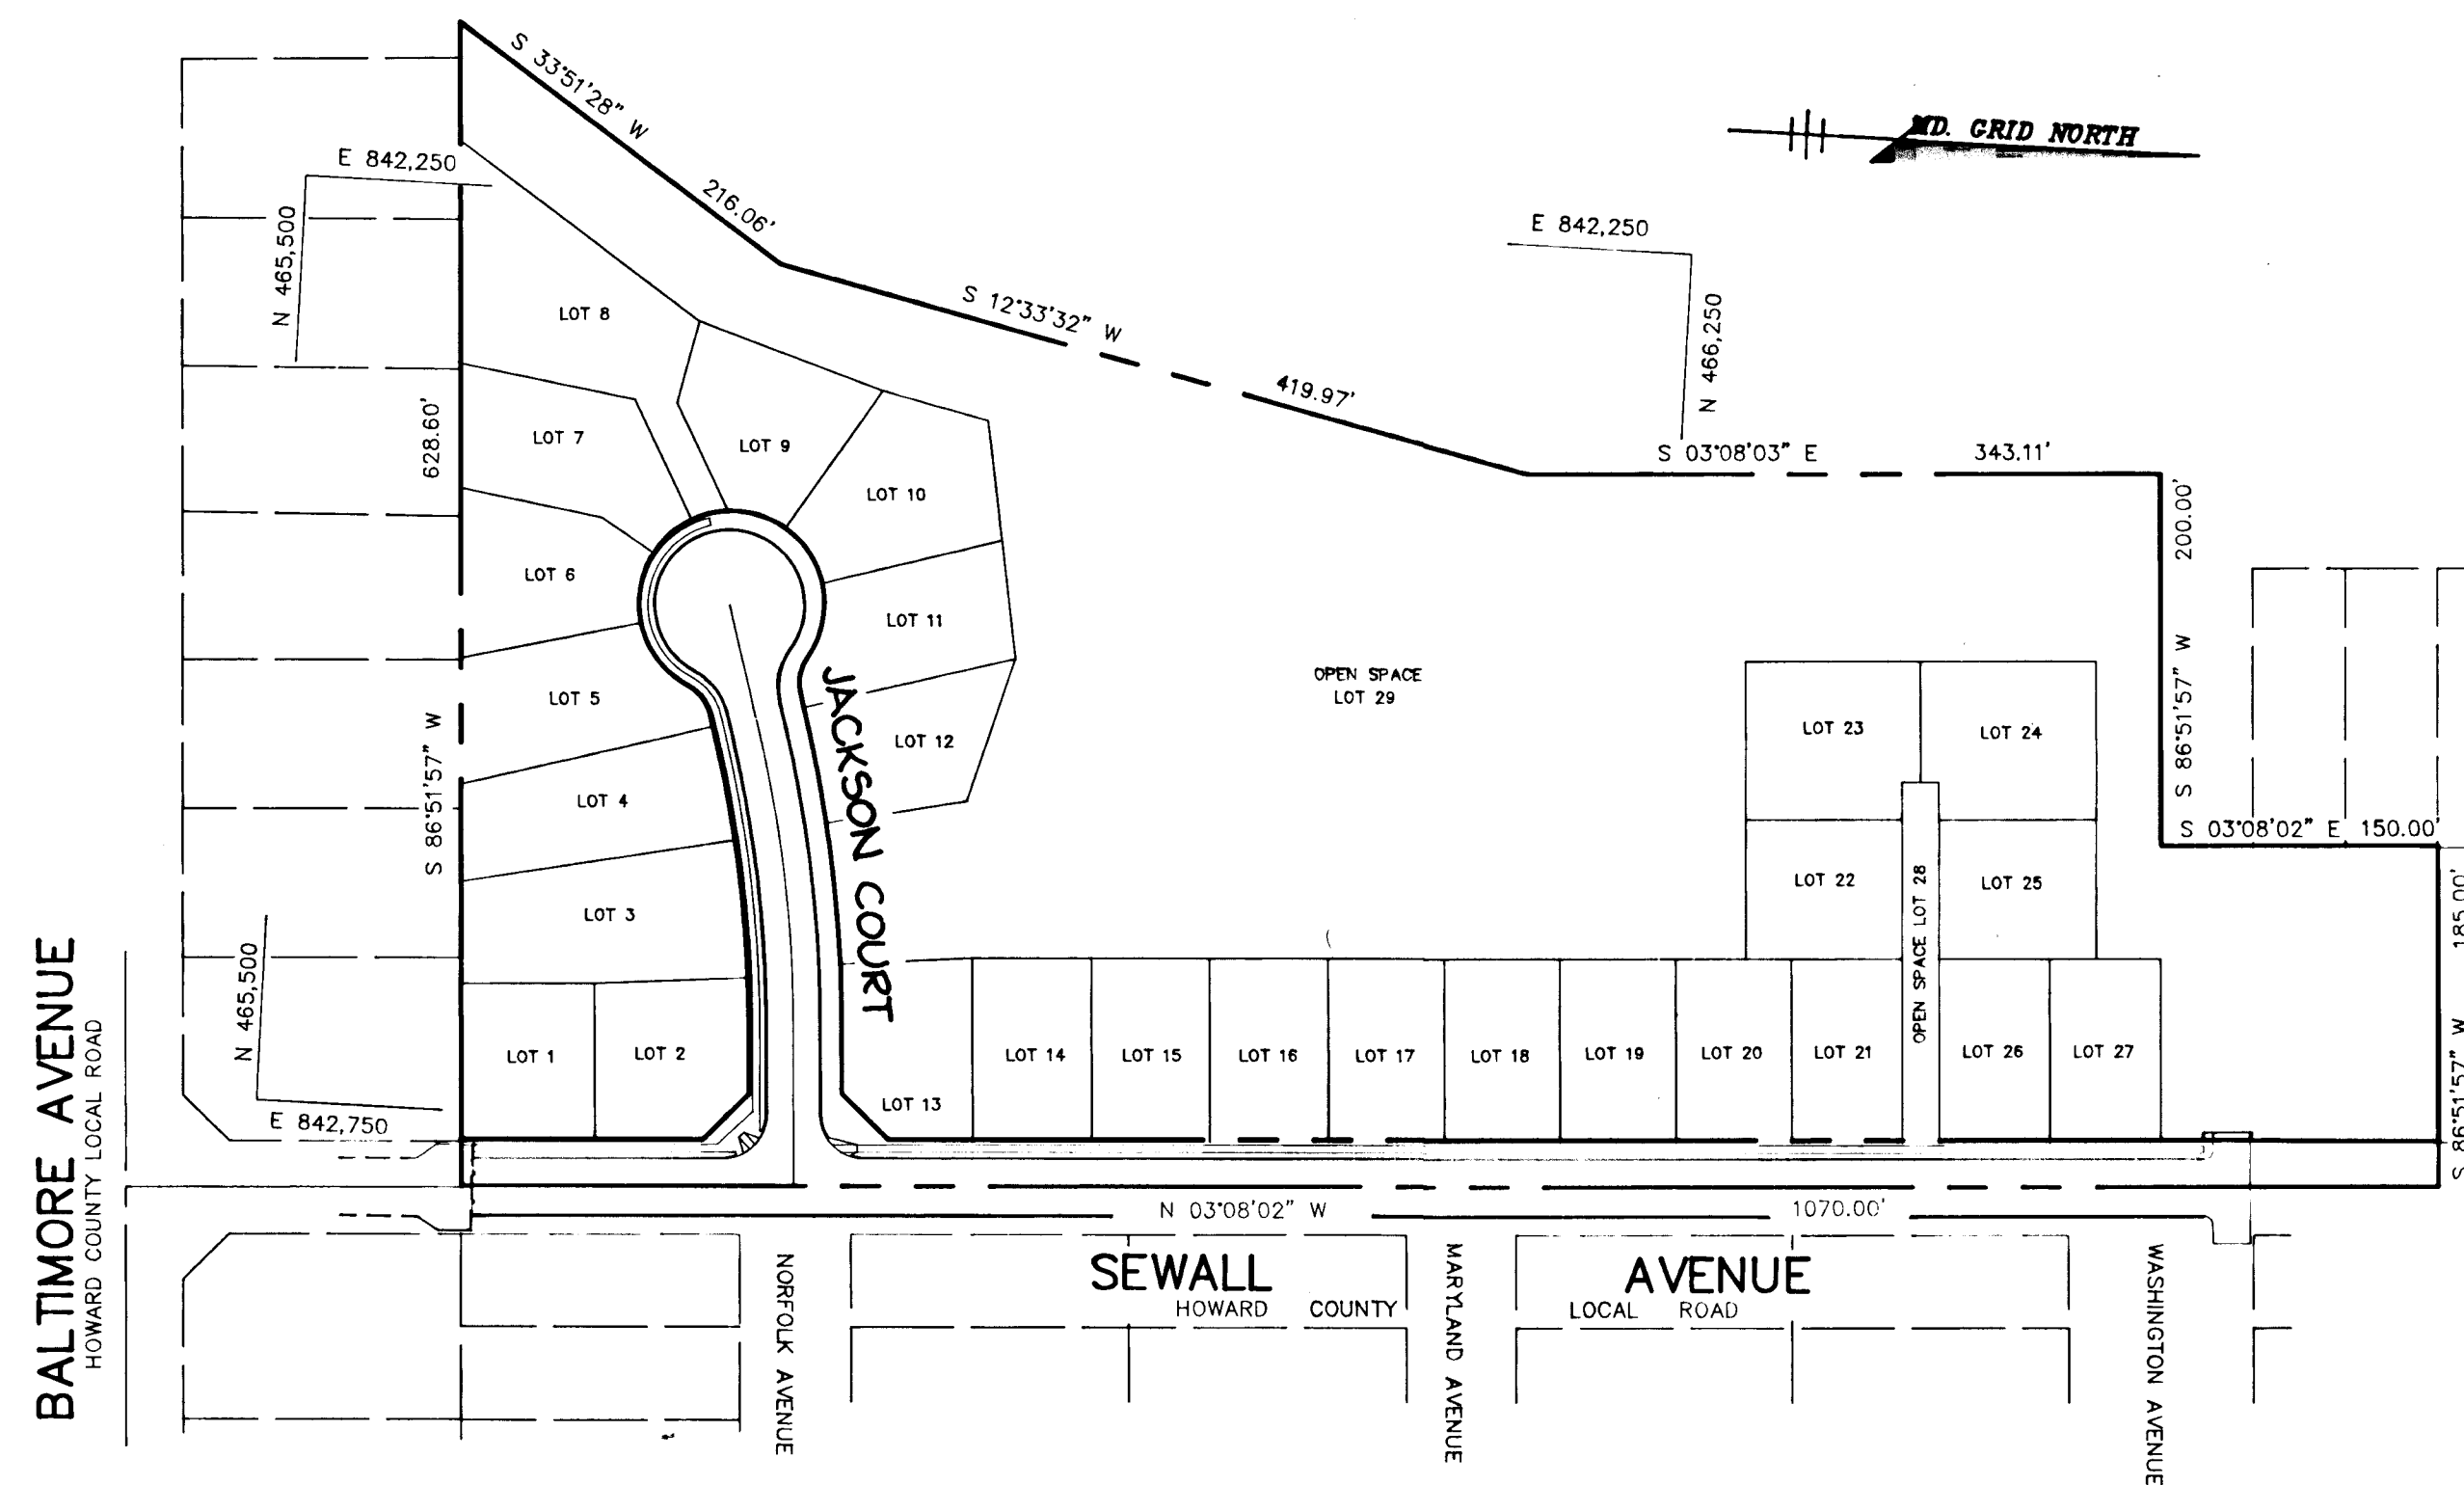 S 33°51'28" W
216.06'
MD. GRID NORTH
E 842,250
N 465,500
E 842,250
N 466,250
S 12°33'32" W
419.97'
S 03°08'03" E
343.11'
628.60'
S 86°51'57" W
200.00'
S 86°51'57" W
S 03°08'02" E 150.00'
185.00'
S 86°51'57" W
LOT 8
LOT 7
LOT 9
LOT 10
LOT 6
LOT 11
LOT 5
LOT 12
LOT 4
LOT 3
LOT 1
LOT 2
JACKSON COURT
OPEN SPACE
LOT 29
LOT 23
LOT 24
LOT 22
LOT 25
OPEN SPACE LOT 28
LOT 13
LOT 14
LOT 15
LOT 16
LOT 17
LOT 18
LOT 19
LOT 20
LOT 21
LOT 26
LOT 27
N 465,500
E 842,750
BALTIMORE AVENUE
HOWARD COUNTY LOCAL ROAD
N 03°08'02" W
1070.00'
SEWALL AVENUE
HOWARD COUNTY LOCAL ROAD
NORFOLK AVENUE
MARYLAND AVENUE
WASHINGTON AVENUE